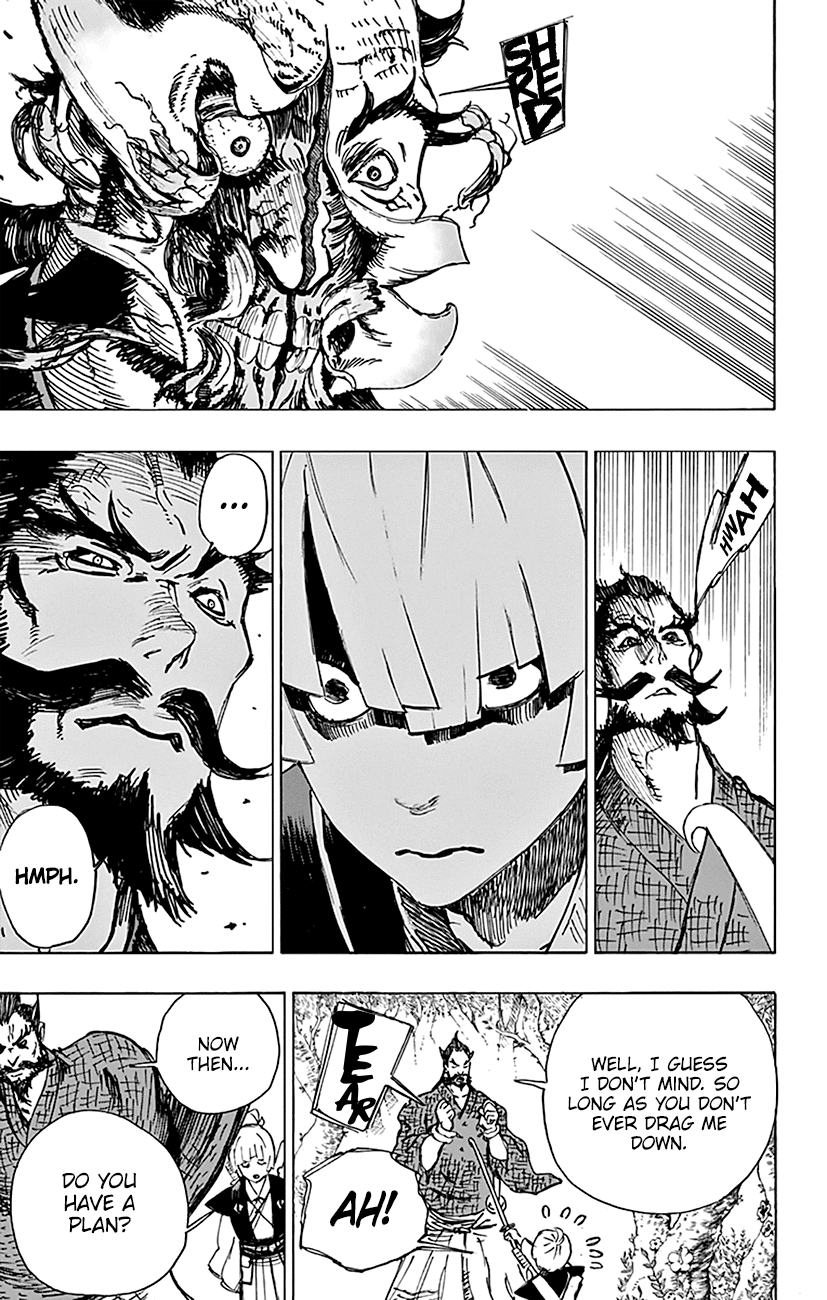 SHRED
HWAH
...
HMPH.
WELL, I GUESS
I DON'T MIND. SO
LONG AS YOU DON'T
EVER DRAG ME
DOWN.
TEAR
AH!
NOW
THEN...
DO YOU
HAVE A
PLAN?